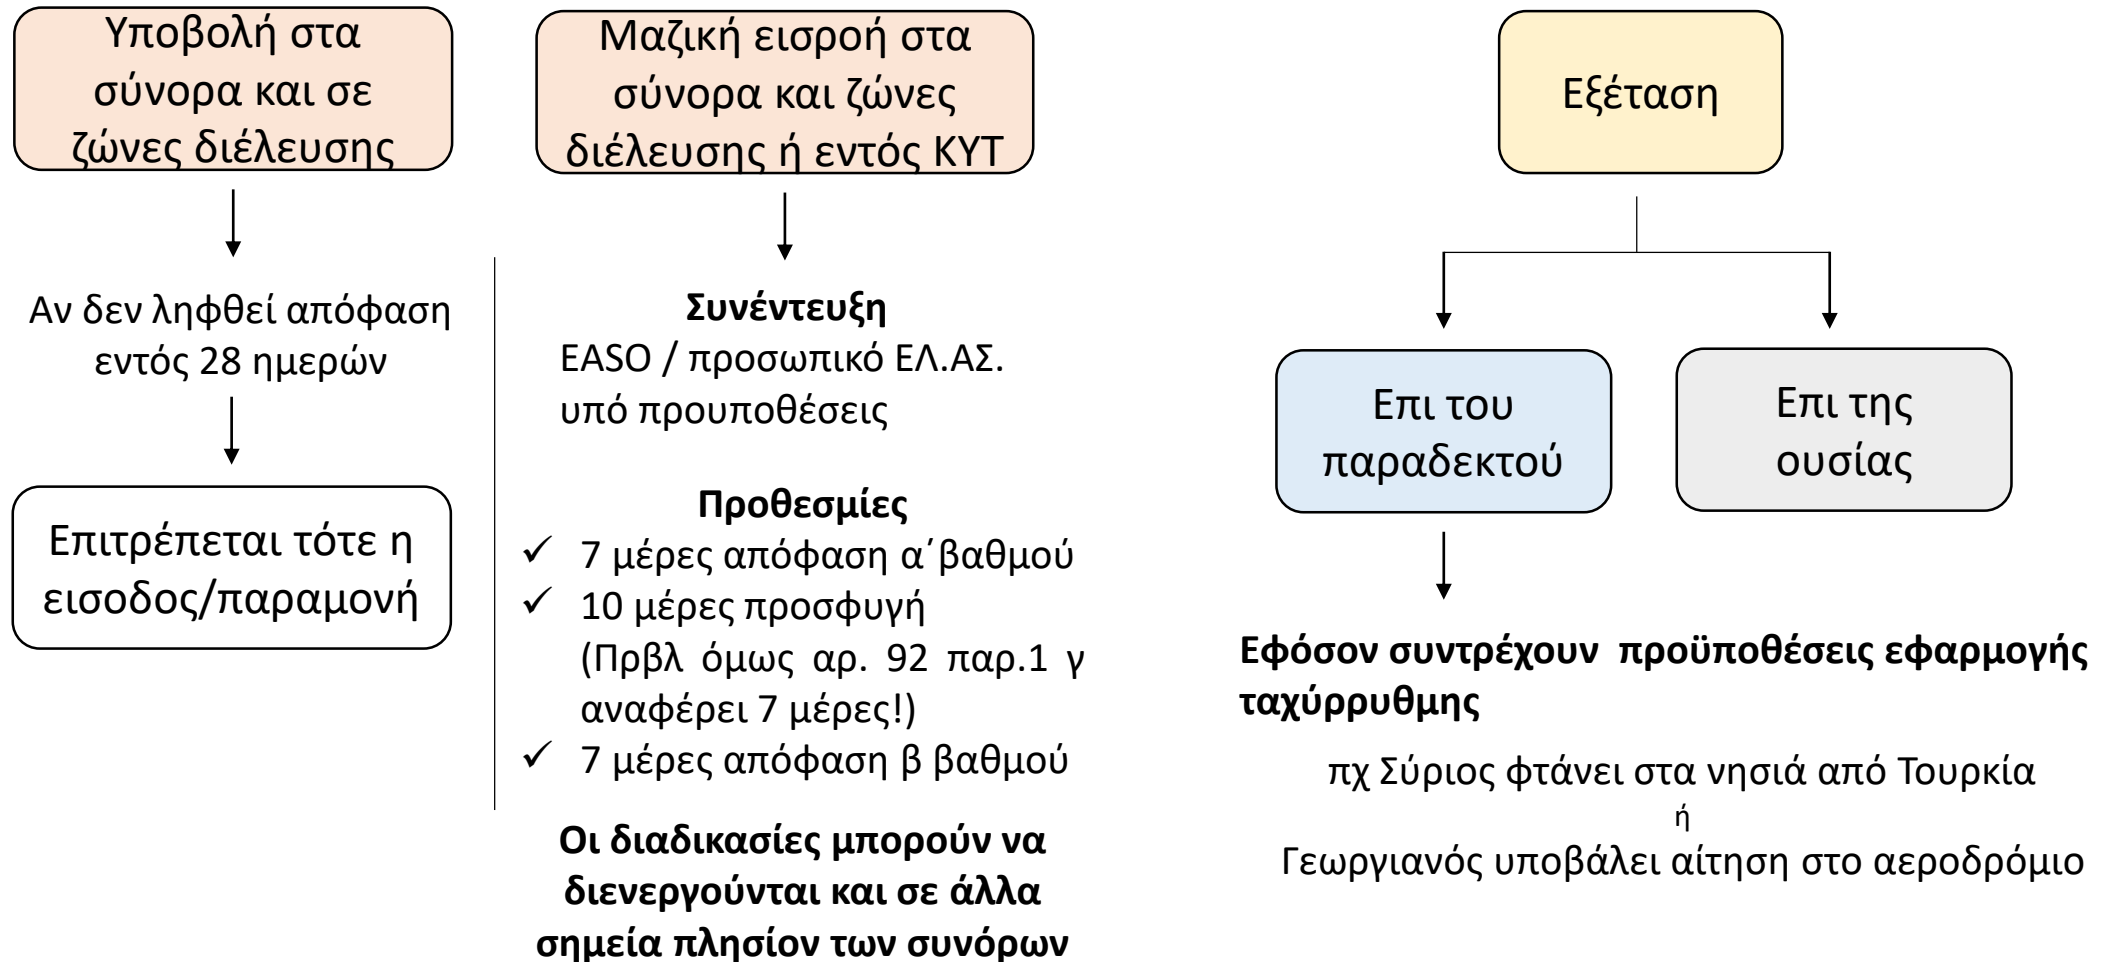 Υποβολή στα
σύνορα και σε
ζώνες διέλευσης
Αν δεν ληφθεί απόφαση
εντός 28 ημερών
Επιτρέπεται τότε η
εισοδος/παραμονή
Μαζική εισροή στα
σύνορα και ζώνες
διέλευσης ή εντός ΚΥΤ
Συνέντευξη
EASO / προσωπικό ΕΛ.ΑΣ.
υπό προυποθέσεις
Προθεσμίες
✓ 7 μέρες απόφαση α΄βαθμού
✓ 10 μέρες προσφυγή
(Πρβλ όμως αρ. 92 παρ.1 γ
αναφέρει 7 μέρες!)
✓ 7 μέρες απόφαση β βαθμού
Οι διαδικασίες μπορούν να
διενεργούνται και σε άλλα
σημεία πλησίον των συνόρων
Εξέταση
Επι του
παραδεκτού
Επι της
ουσίας
Εφόσον συντρέχουν προϋποθέσεις εφαρμογής
ταχύρρυθμης
πχ Σύριος φτάνει στα νησιά από Τουρκία
ή
Γεωργιανός υποβάλει αίτηση στο αεροδρόμιο